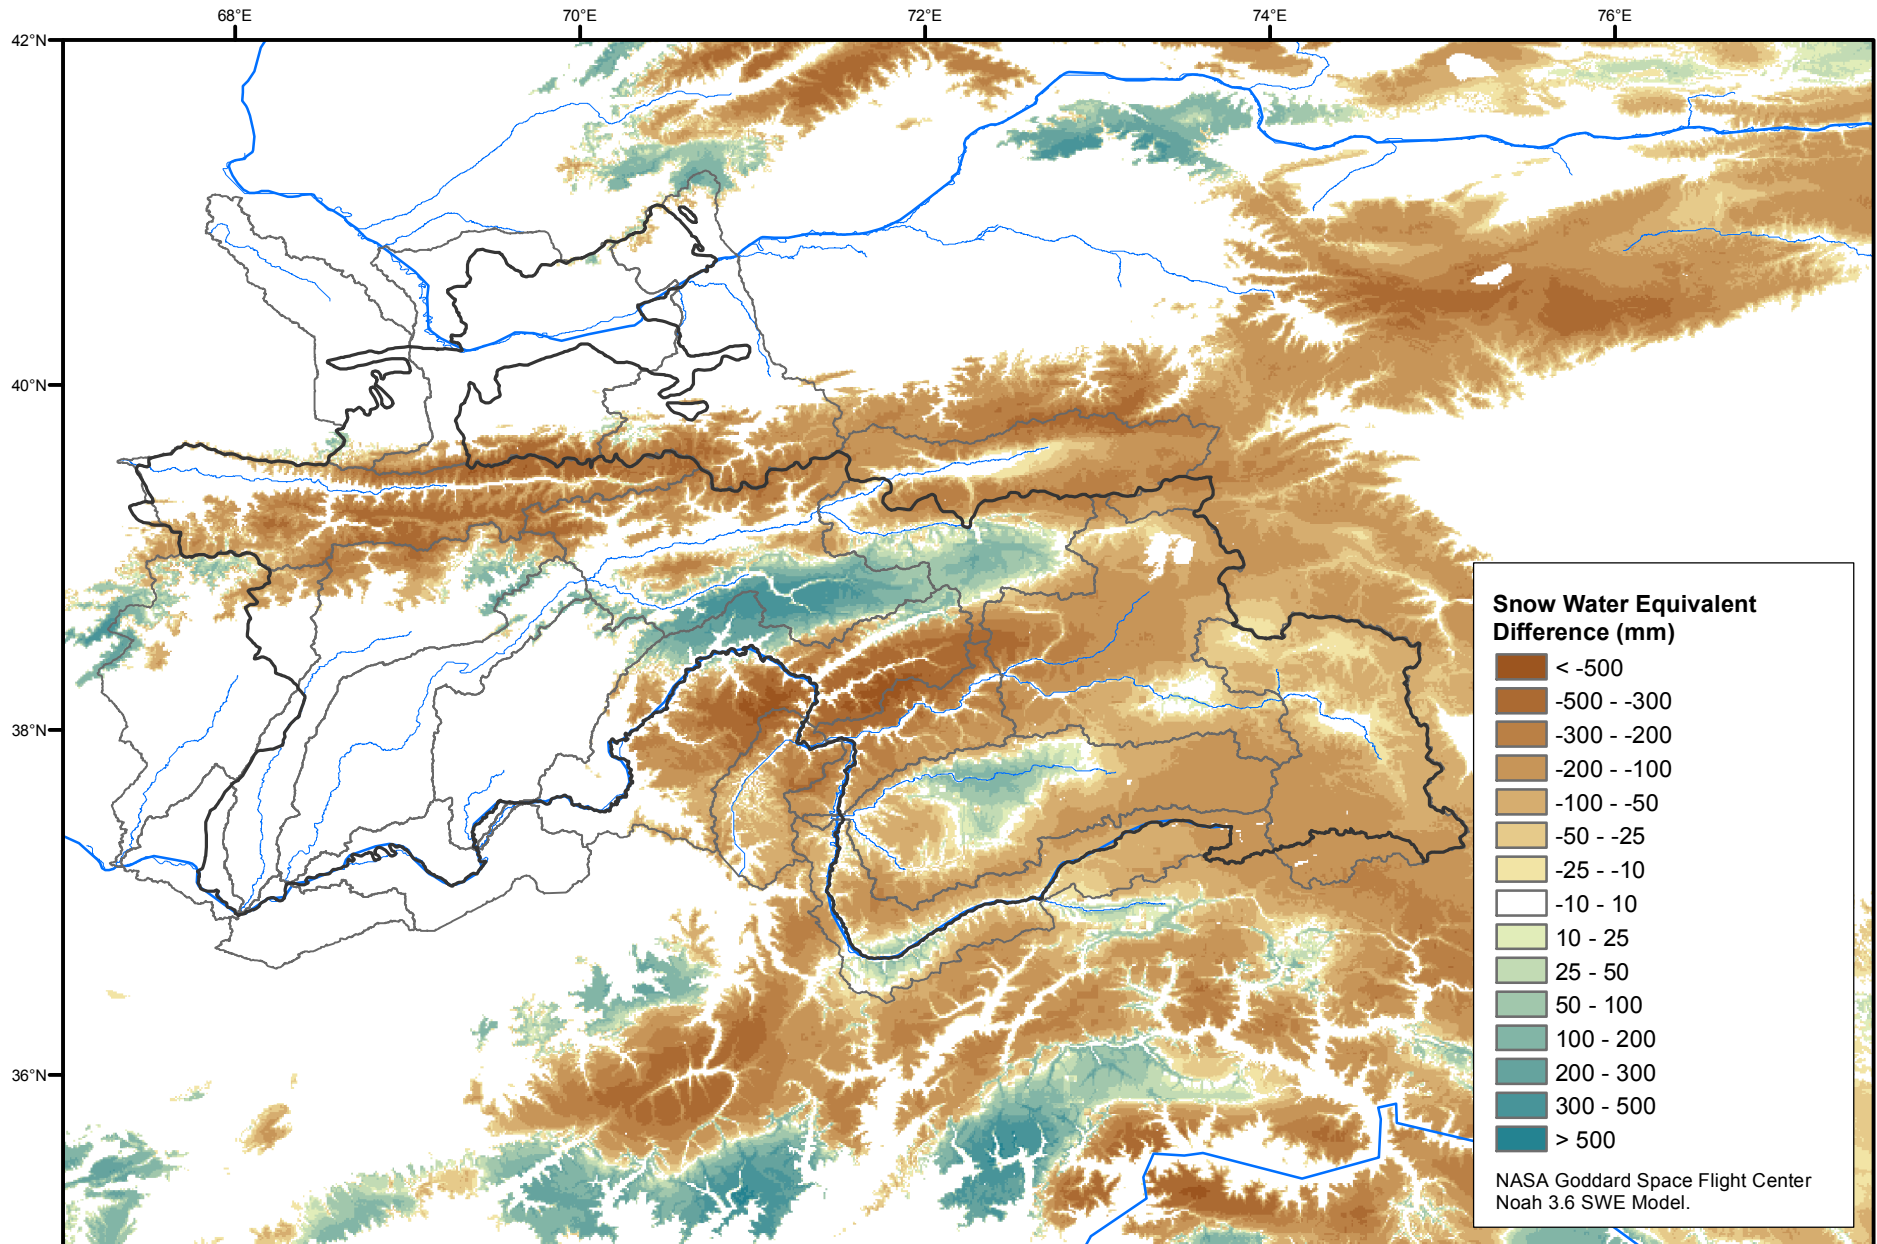 68°E
70°E
72°E
74°E
76°E
42°N
40°N
38°N
36°N
Snow Water Equivalent
Difference (mm)
< -500
-500 - -300
-300 - -200
-200 - -100
-100 - -50
-50 - -25
-25 - -10
-10 - 10
10 - 25
25 - 50
50 - 100
100 - 200
200 - 300
300 - 500
> 500
NASA Goddard Space Flight Center
Noah 3.6 SWE Model.